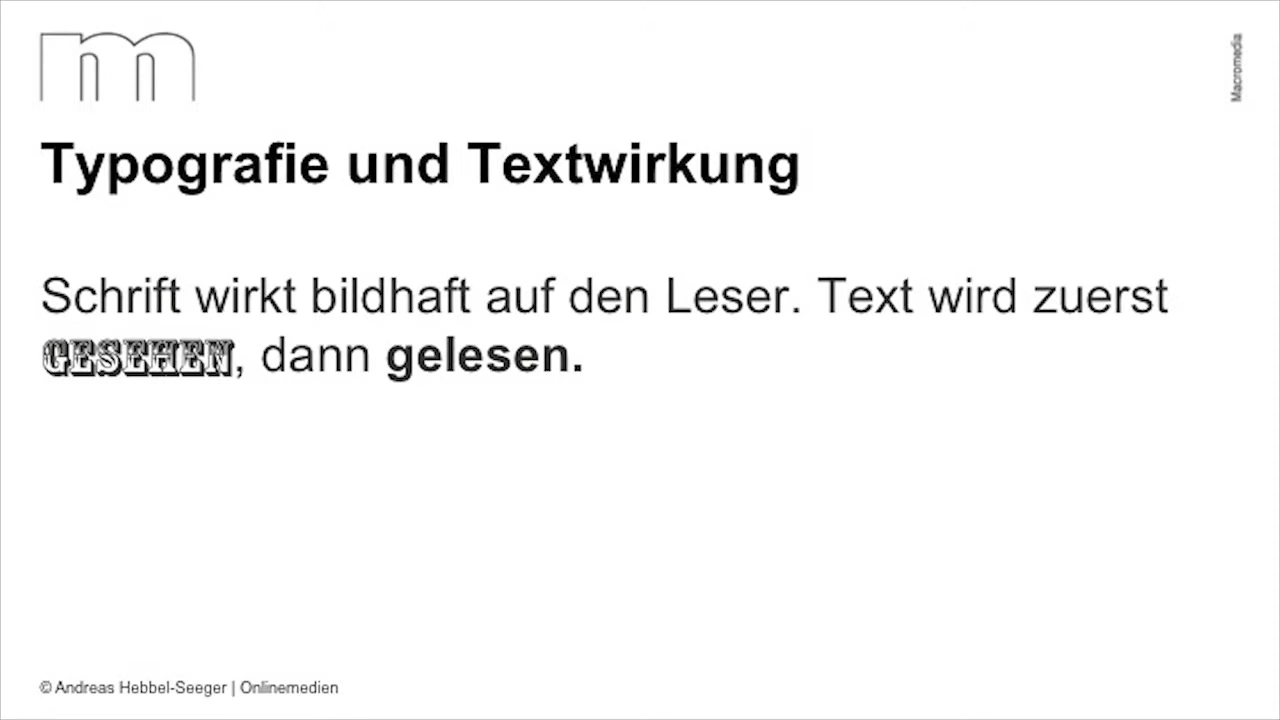 m
Macromedia
Typografie und Textwirkung
Schrift wirkt bildhaft auf den Leser. Text wird zuerst
GESEHEN, dann gelesen.
© Andreas Hebbel-Seeger | Onlinemedien